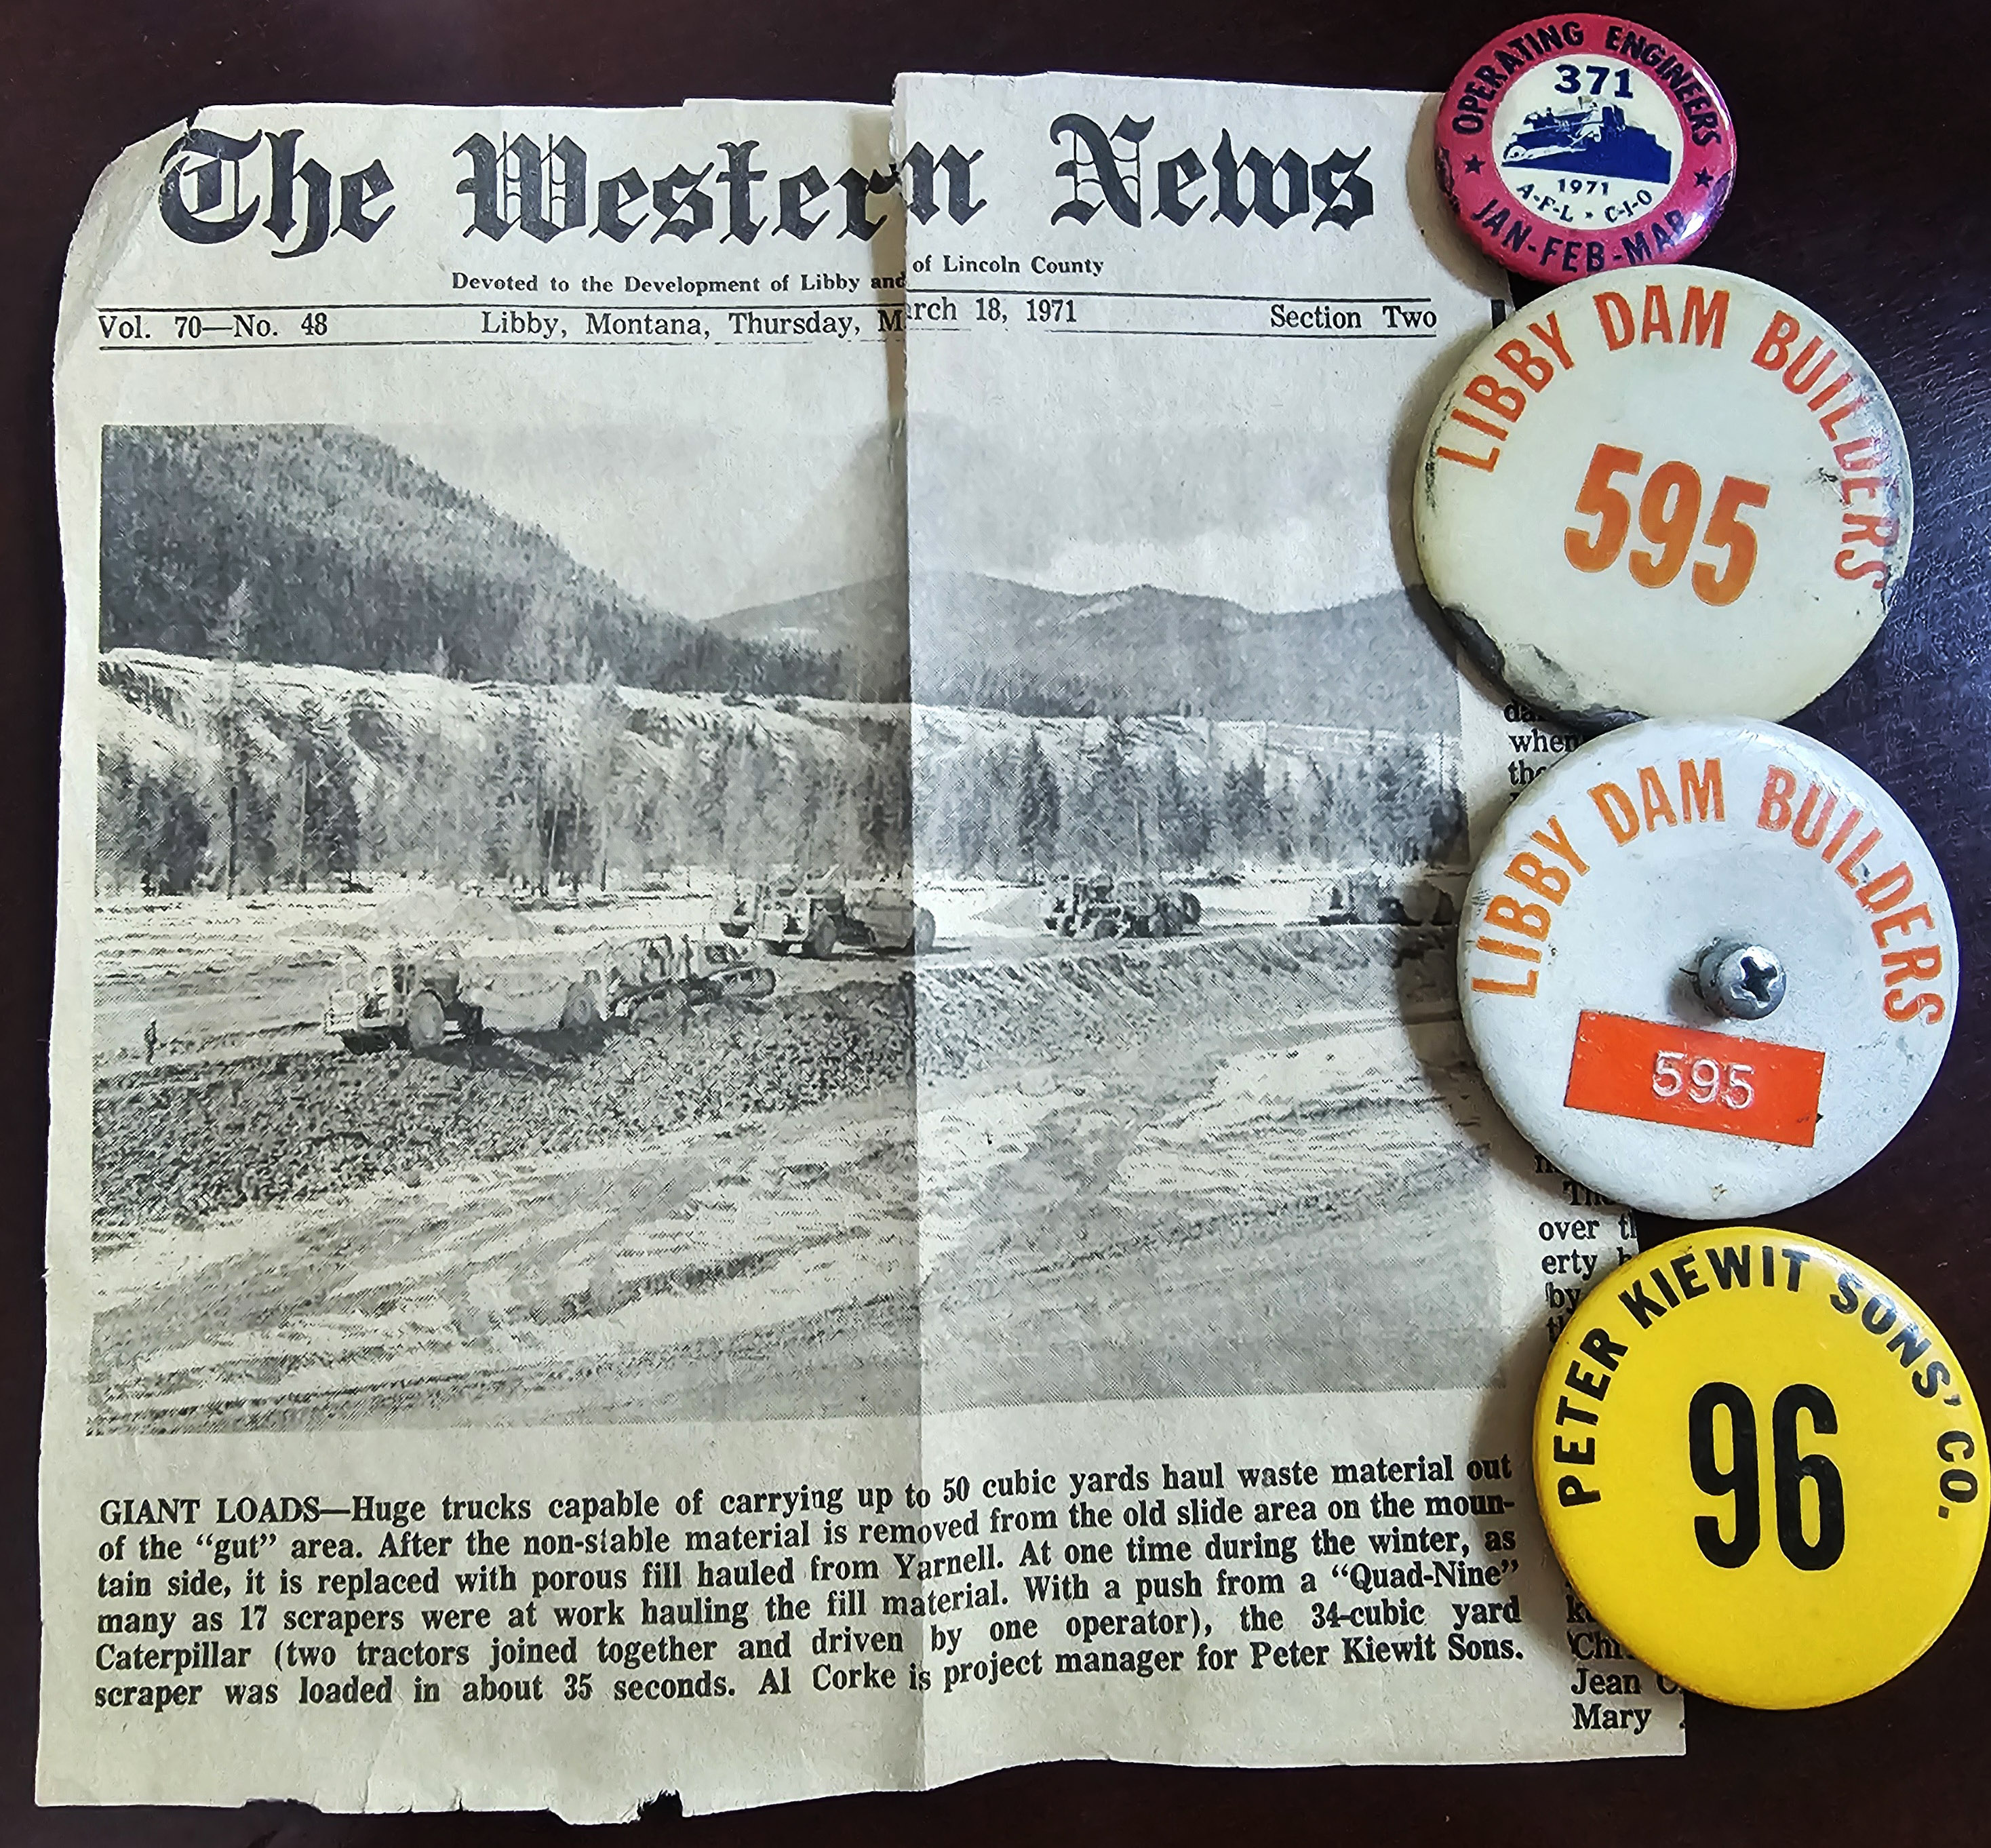 The Western News
Devoted to the Development of Libby and of Lincoln County
Vol. 70—No. 48 Libby, Montana, Thursday, March 18, 1971 Section Two
GIANT LOADS—Huge trucks capable of carrying up to 50 cubic yards haul waste material out
of the “gut” area. After the non-stable material is removed from the old slide area on the moun-
tain side, it is replaced with porous fill hauled from Yarnell. At one time during the winter, as
many as 17 scrapers were at work hauling the fill material. With a push from a “Quad-Nine”
Caterpillar (two tractors joined together and driven by one operator), the 34-cubic yard
scraper was loaded in about 35 seconds. Al Corke is project manager for Peter Kiewit Sons.
OPERATING ENGINEERS
371
1971
A-F-L • C-I-O
★ JAN-FEB-MAR ★
LIBBY DAM BUILDERS
595
when
LIBBY DAM BUILDERS
595
over
erty
by
Jean
Mary
PETER KIEWIT SONS' CO.
96